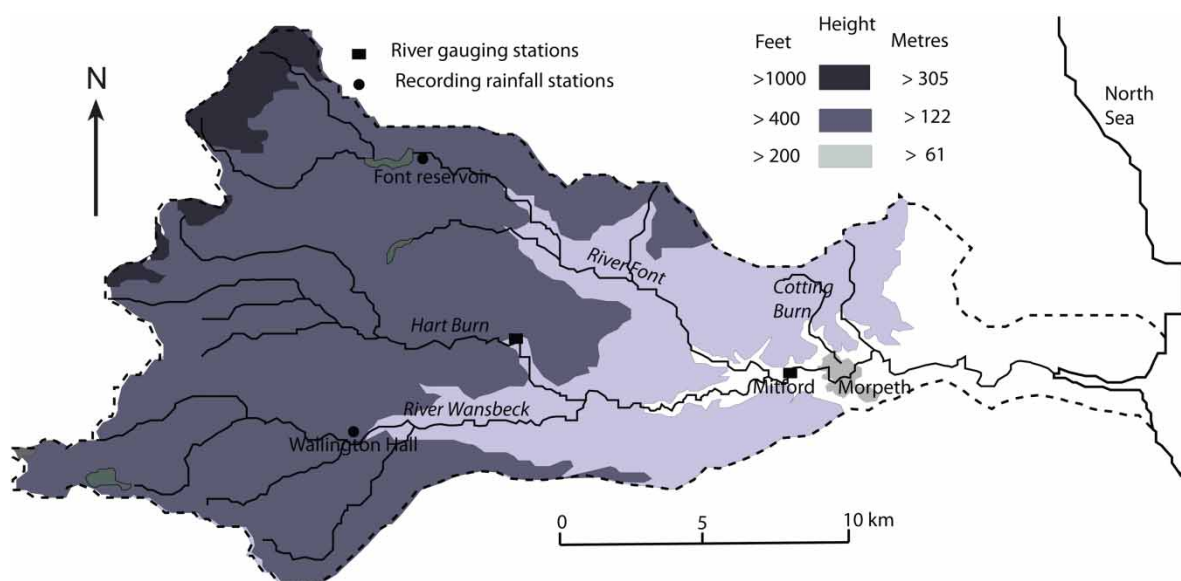 N
River gauging stations
Recording rainfall stations
Feet Height Metres
>1000 > 305
> 400 > 122
> 200 > 61
North
Sea
Font reservoir
River Font
Cotting
Burn
Hart Burn
Mitford
Morpeth
River Wansbeck
Wallington Hall
0 5 10 km